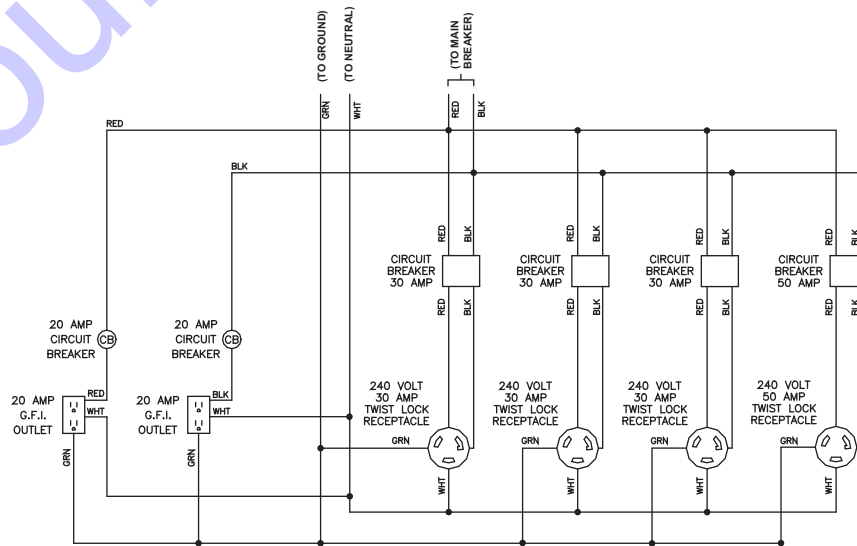 ou
(TO GROUND)
(TO NEUTRAL)
(TO MAIN
BREAKER)
GRN
WHT
RED
BLK
RED
BLK
RED
BLK
RED
BLK
RED
BLK
RED
BLK
CIRCUIT
BREAKER
30 AMP
CIRCUIT
BREAKER
30 AMP
CIRCUIT
BREAKER
30 AMP
CIRCUIT
BREAKER
50 AMP
RED
BLK
RED
BLK
RED
BLK
RED
BLK
20 AMP
CIRCUIT
BREAKER
CB
20 AMP
CIRCUIT
BREAKER
CB
20 AMP
G.F.I.
OUTLET
RED
WHT
GRN
20 AMP
G.F.I.
OUTLET
BLK
WHT
GRN
240 VOLT
30 AMP
TWIST LOCK
RECEPTACLE
GRN
WHT
240 VOLT
30 AMP
TWIST LOCK
RECEPTACLE
GRN
WHT
240 VOLT
30 AMP
TWIST LOCK
RECEPTACLE
GRN
WHT
240 VOLT
50 AMP
TWIST LOCK
RECEPTACLE
GRN
WHT